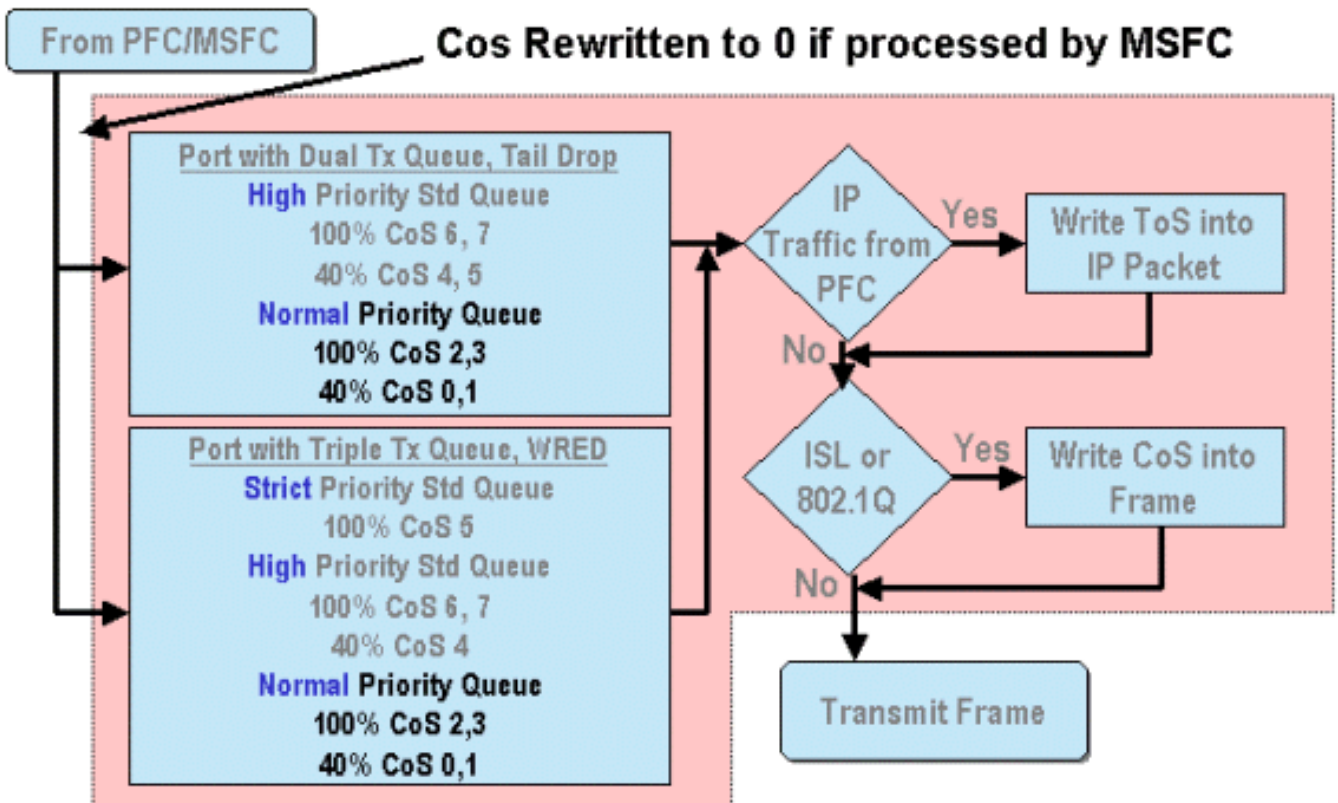 From PFC/MSFC
Cos Rewritten to 0 if processed by MSFC
Port with Dual Tx Queue, Tail Drop
High Priority Std Queue
100% CoS 6, 7
40% CoS 4, 5
Normal Priority Queue
100% CoS 2,3
40% CoS 0,1
Port with Triple Tx Queue, WRED
Strict Priority Std Queue
100% CoS 5
High Priority Std Queue
100% CoS 6, 7
40% CoS 4
Normal Priority Queue
100% CoS 2,3
40% CoS 0,1
IP
Traffic from
PFC
Yes
Write ToS into
IP Packet
No
ISL or
802.1Q
Yes
Write CoS into
Frame
No
Transmit Frame